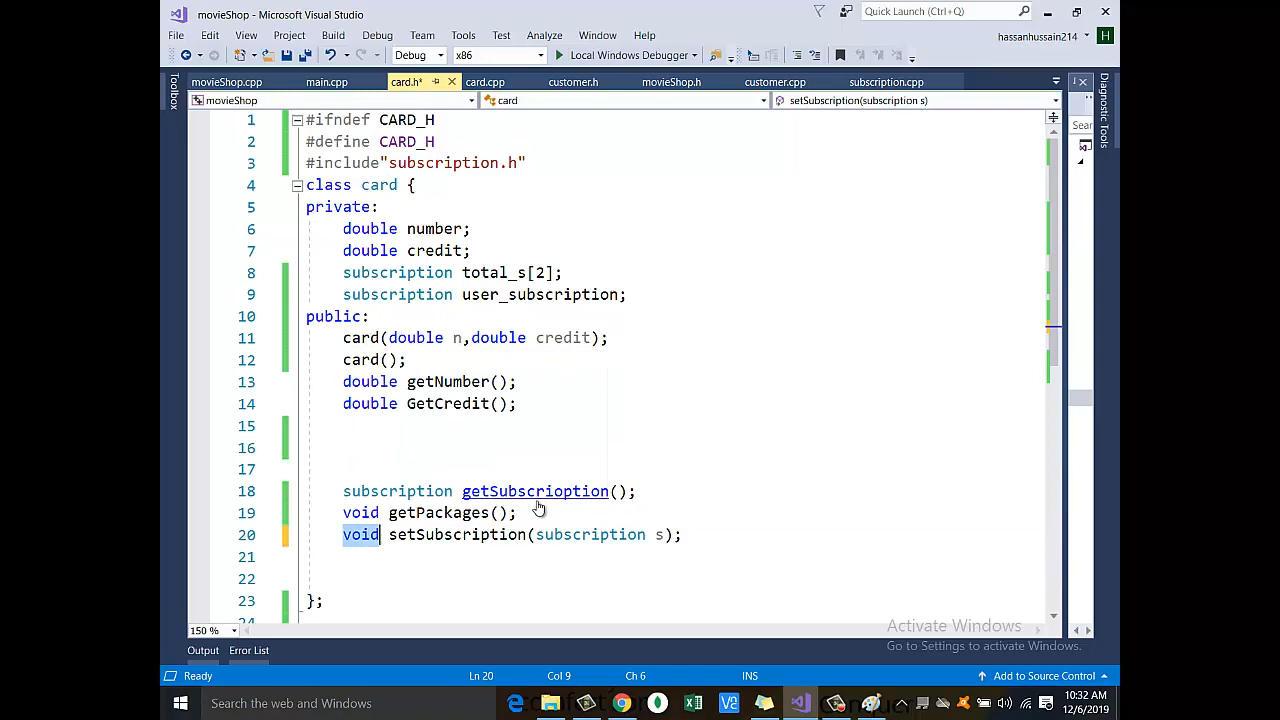 movieShop - Microsoft Visual Studio
Quick Launch (Ctrl+Q)
File Edit View Project Build Debug Team Tools Test Analyze Window Help
hassanhussain214 H
Debug x86 Local Windows Debugger
Toolbox
movieShop.cpp main.cpp card.h* card.cpp customer.h movieShop.h customer.cpp subscription.cpp
Diagnostic Tools
movieShop card setSubscription(subscription s)
Sear
1 #ifndef CARD_H
2 #define CARD_H
3 #include"subscription.h"
4 class card {
5 private:
6 double number;
7 double credit;
8 subscription total_s[2];
9 subscription user_subscription;
10 public:
11 card(double n,double credit);
12 card();
13 double getNumber();
14 double GetCredit();
15
16
17
18 subscription getSubscrioption();
19 void getPackages();
20 void setSubscription(subscription s);
21
22
23 };
24
150 %
Activate Windows
Go to Settings to activate Windows.
Output Error List
Ready Ln 20 Col 9 Ch 6 INS Add to Source Control
Search the Windows
10:32 AM
12/6/2019